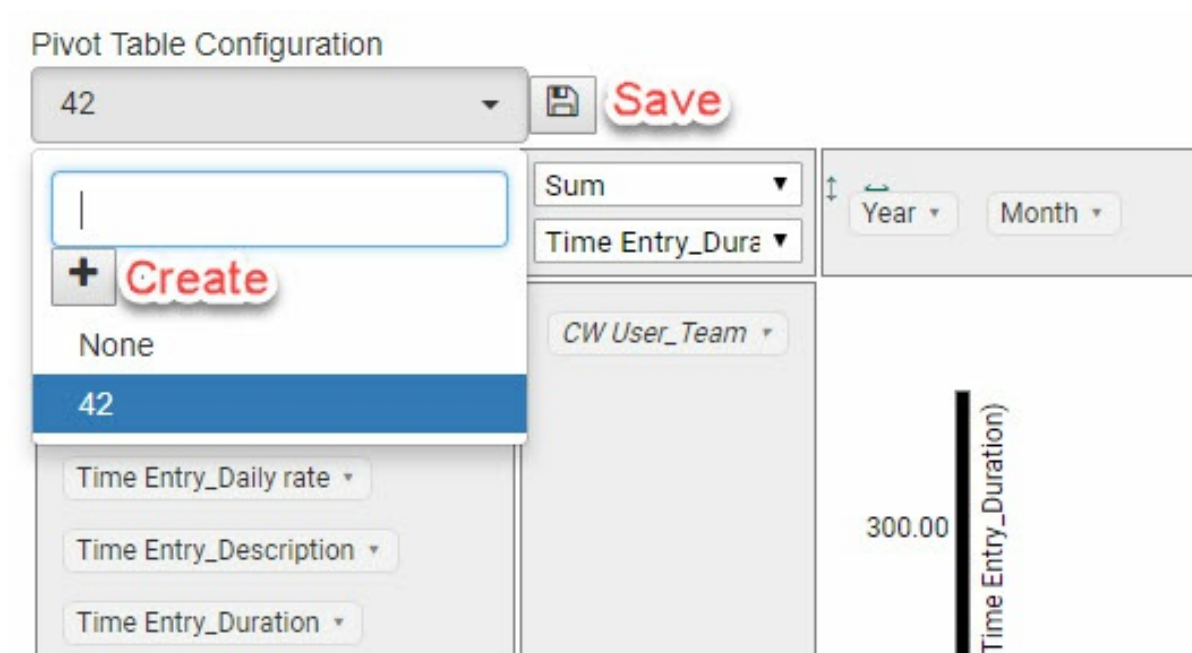 Pivot Table Configuration
42
Save
Sum
Year
Month
Time Entry_Dura
Create
CW User_Team
None
42
Time Entry_Daily rate
Time Entry_Description
Time Entry_Duration
300.00
Time Entry_Duration)